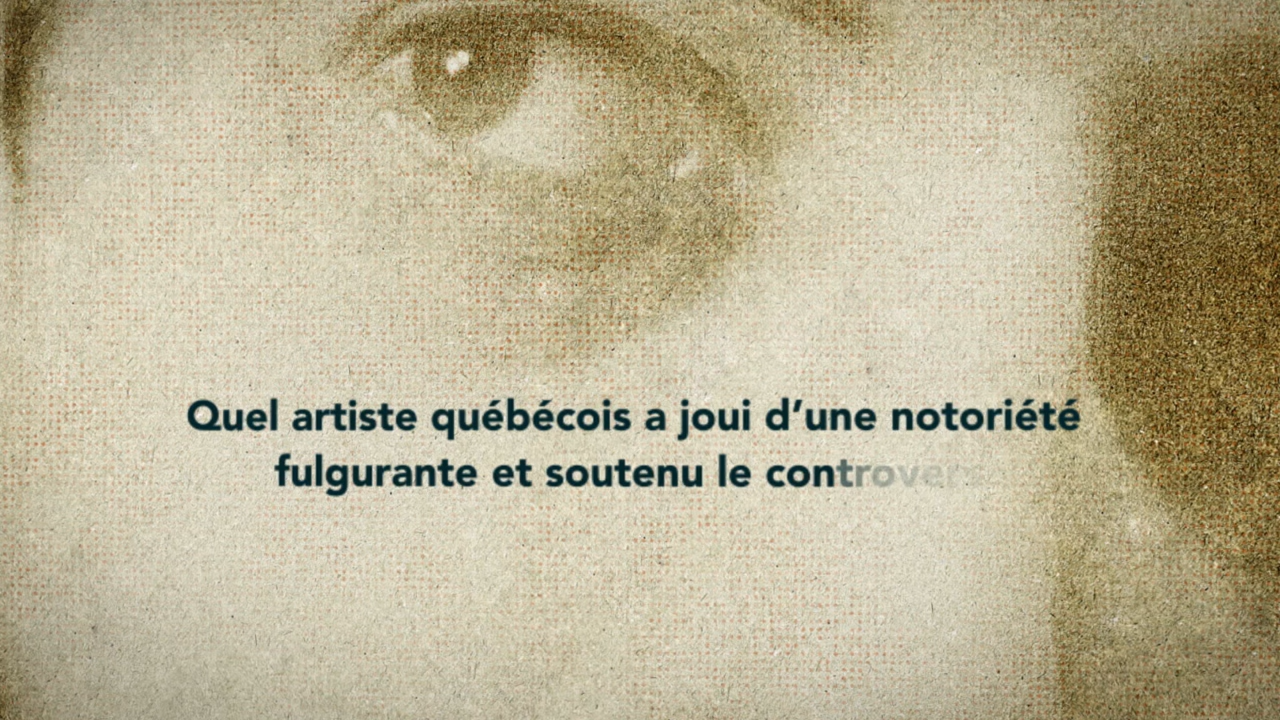 Quel artiste québécois a joui d’une notoriété
fulgurante et soutenu le